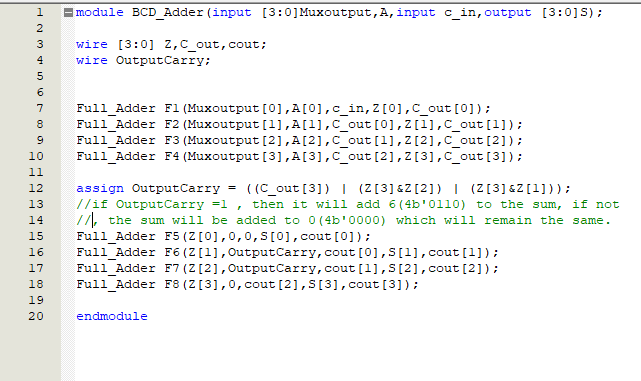 1 module BCD_Adder(input [3:0]Muxoutput,A,input c_in,output [3:0]S);
2
3 wire [3:0] Z,C_out,cout;
4 wire OutputCarry;
5
6
7 Full_Adder F1(Muxoutput[0],A[0],c_in,Z[0],C_out[0]);
8 Full_Adder F2(Muxoutput[1],A[1],C_out[0],Z[1],C_out[1]);
9 Full_Adder F3(Muxoutput[2],A[2],C_out[1],Z[2],C_out[2]);
10 Full_Adder F4(Muxoutput[3],A[3],C_out[2],Z[3],C_out[3]);
11
12 assign OutputCarry = ((C_out[3]) | (Z[3]&Z[2]) | (Z[3]&Z[1]));
13 //if OutputCarry =1 , then it will add 6(4b'0110) to the sum, if not
14 //, the sum will be added to 0(4b'0000) which will remain the same.
15 Full_Adder F5(Z[0],0,0,S[0],cout[0]);
16 Full_Adder F6(Z[1],OutputCarry,cout[0],S[1],cout[1]);
17 Full_Adder F7(Z[2],OutputCarry,cout[1],S[2],cout[2]);
18 Full_Adder F8(Z[3],0,cout[2],S[3],cout[3]);
19
20 endmodule